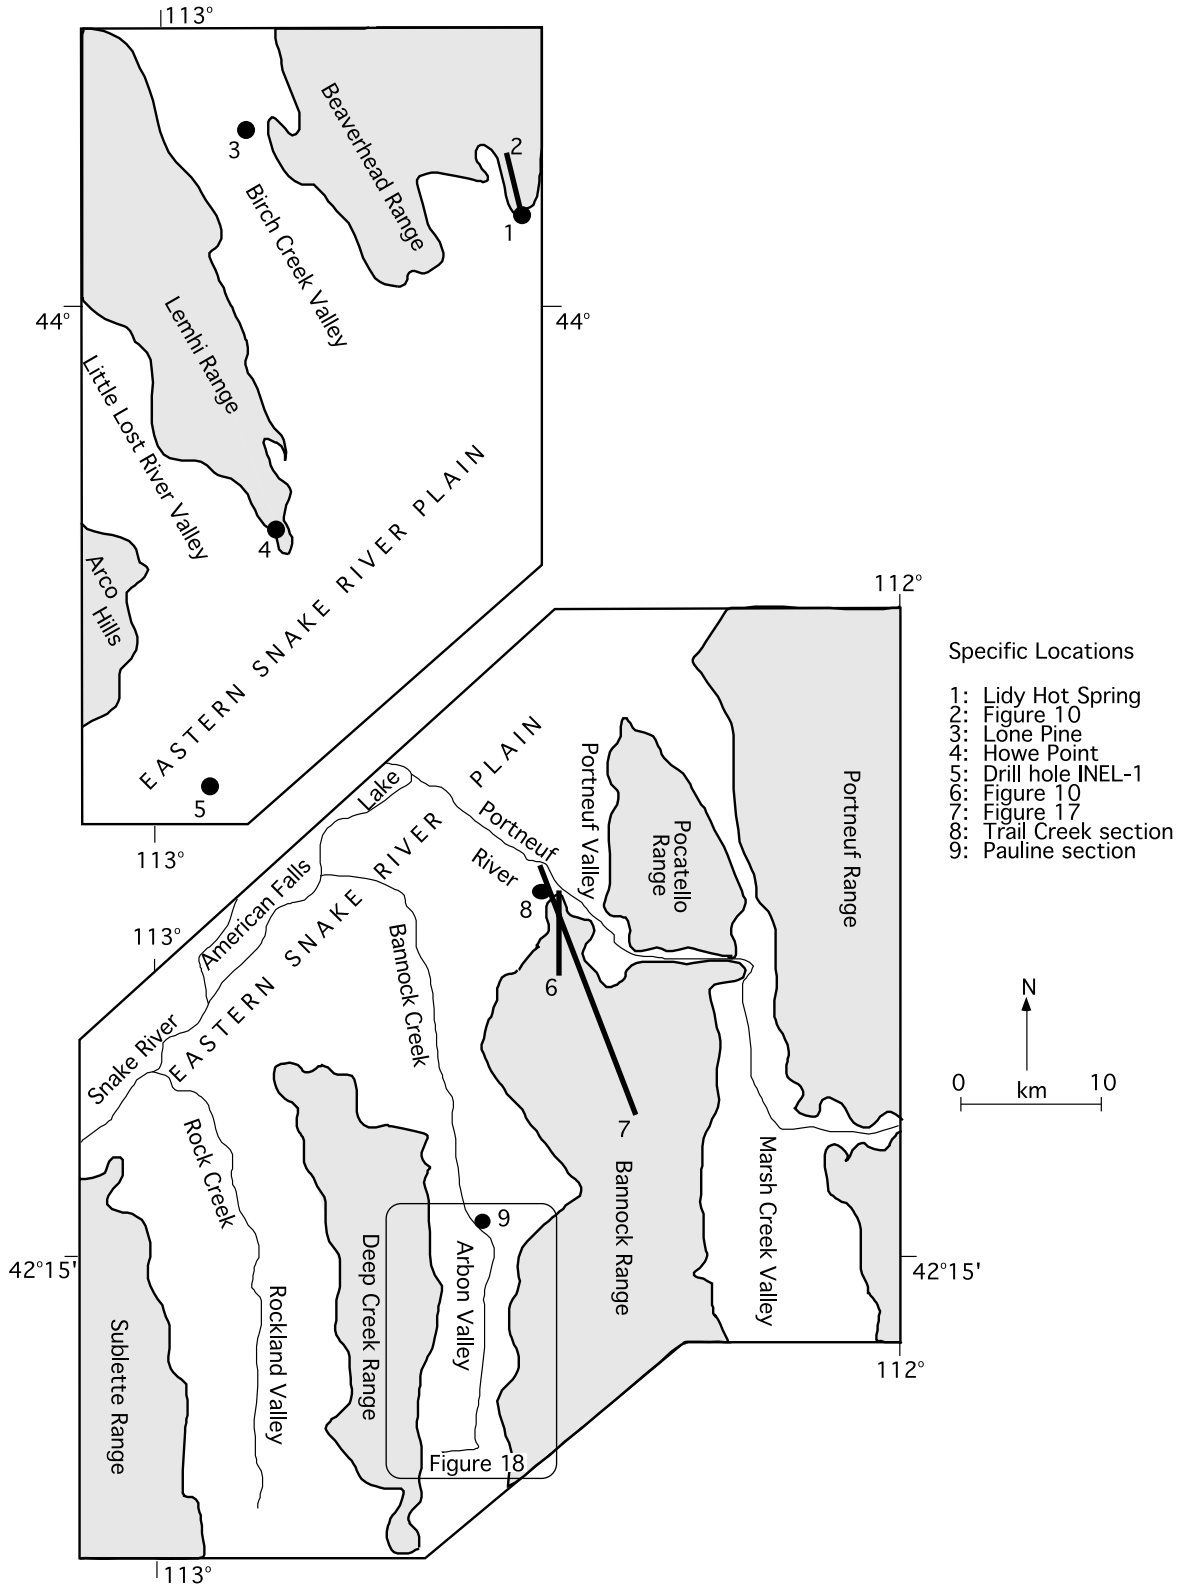 113°
Beaverhead Range
2
3
Birch Creek Valley
1
44°
44°
Lemhi Range
Little Lost River Valley
4
Arco
Hills
EASTERN SNAKE RIVER PLAIN
5
113°
112°
Specific Locations
1: Lidy Hot Spring
2: Figure 10
3: Lone Pine
4: Howe Point
5: Drill hole INEL-1
6: Figure 10
7: Figure 17
8: Trail Creek section
9: Pauline section
American Falls Lake
EASTERN SNAKE RIVER PLAIN
Portneuf
River
Portneuf Valley
Pocatello
Range
Portneuf Range
8
113°
Bannock Creek
6
Snake River
N
0 km 10
7
Rock Creek
Marsh Creek Valley
Bannock Range
9
42°15'
42°15'
Deep Creek Range
Arbon Valley
Rockland Valley
Sublette Range
112°
Figure 18
113°